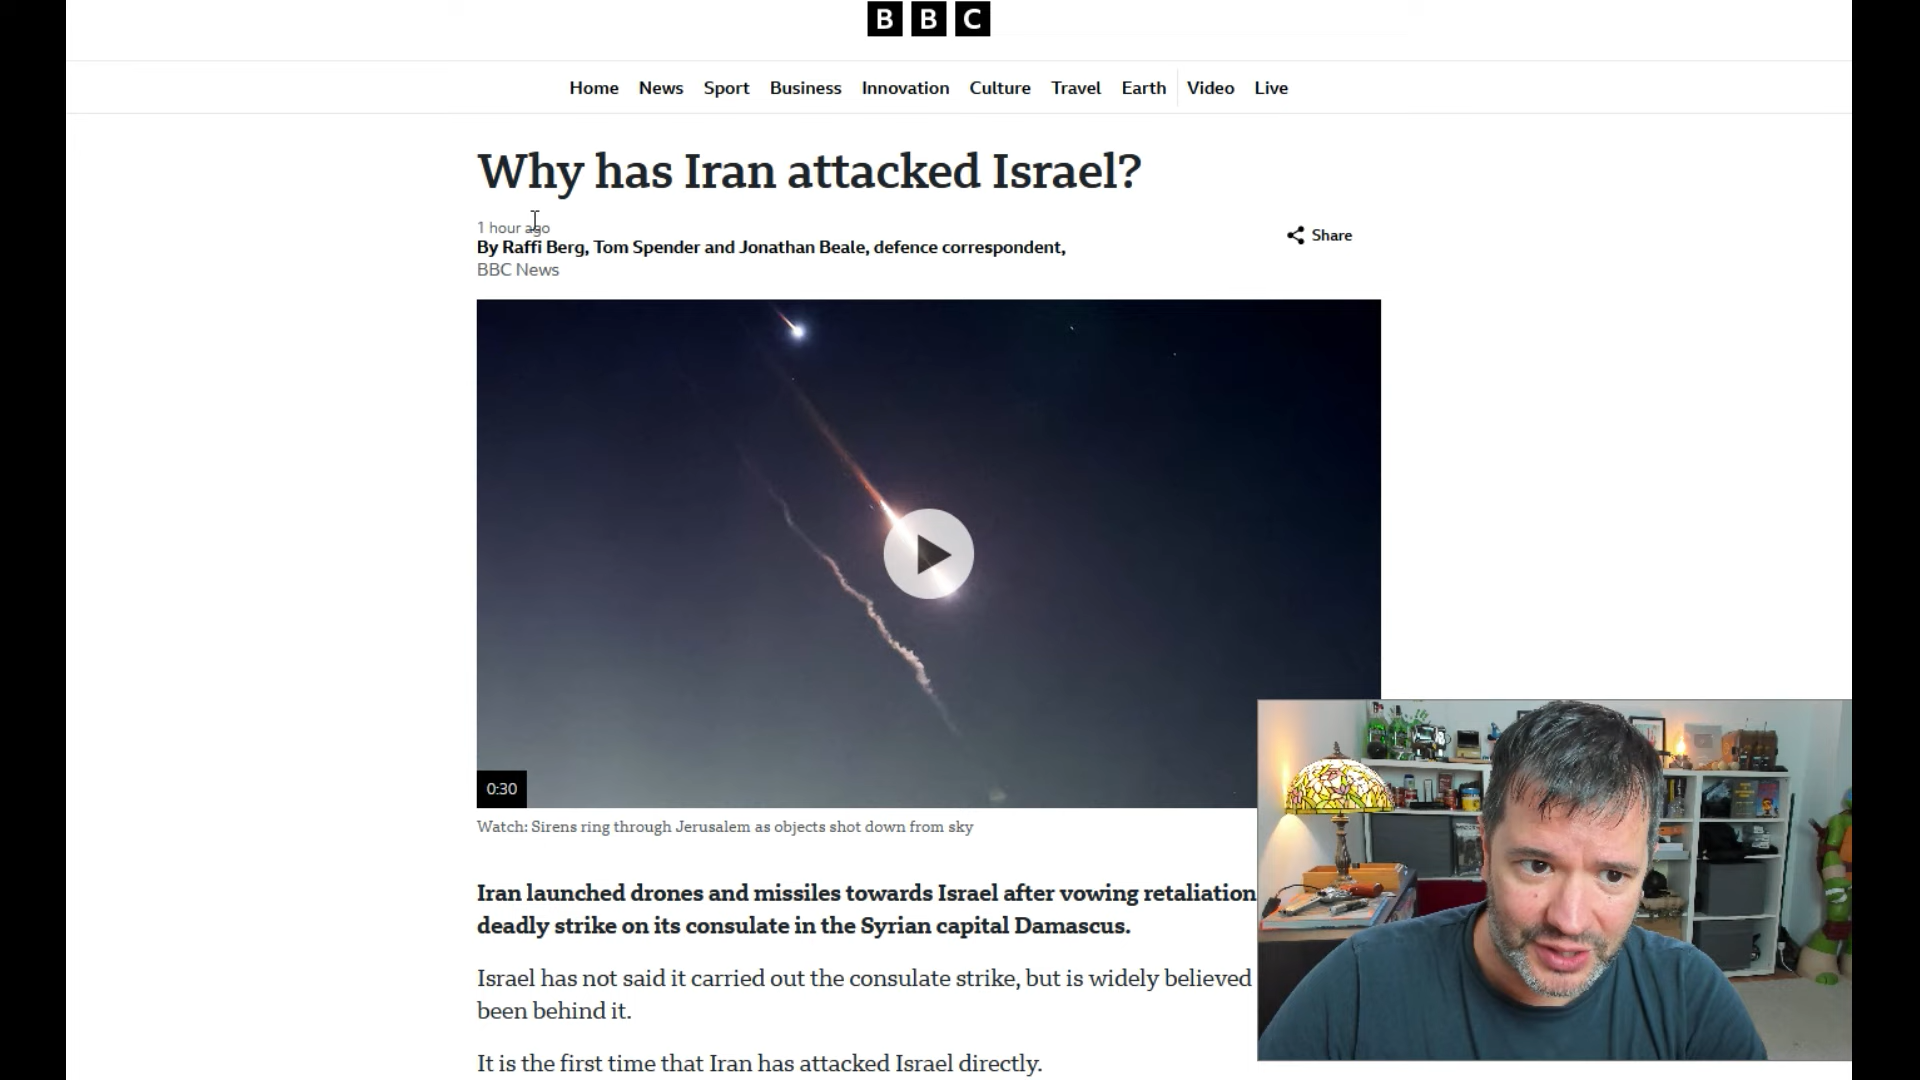 BBC
Home News Sport Business Innovation Culture Travel Earth Video Live
Why has Iran attacked Israel?
1 hour ago
Share
By Raffi Berg, Tom Spender and Jonathan Beale, defence correspondent,
BBC News
0:30
Watch: Sirens ring through Jerusalem as objects shot down from sky
Iran launched drones and missiles towards Israel after vowing retaliation
deadly strike on its consulate in the Syrian capital Damascus.
Israel has not said it carried out the consulate strike, but is widely believed
been behind it.
It is the first time that Iran has attacked Israel directly.